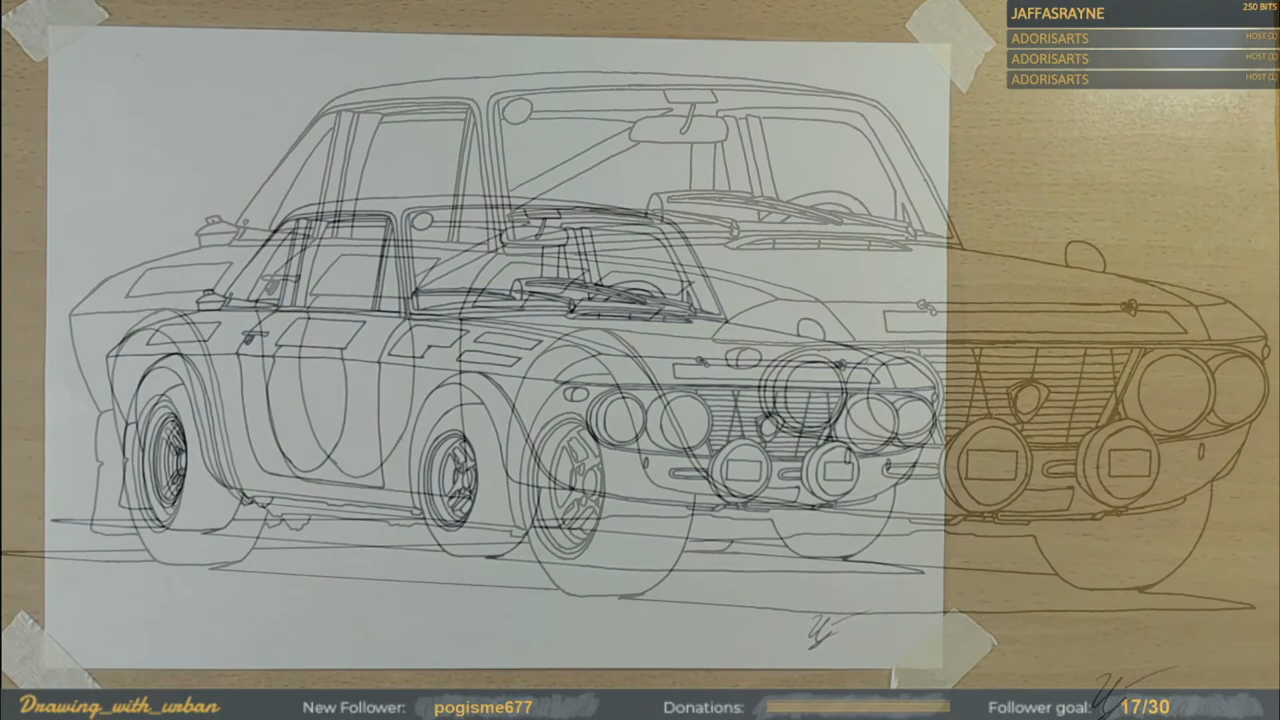 JAFFASRAYNE 250 BITS
ADORISARTS HOST (1)
ADORISARTS HOST (1)
ADORISARTS HOST (1)
Drawing_with_urban New Follower: pogisme677 Donations: Follower goal: 17/30